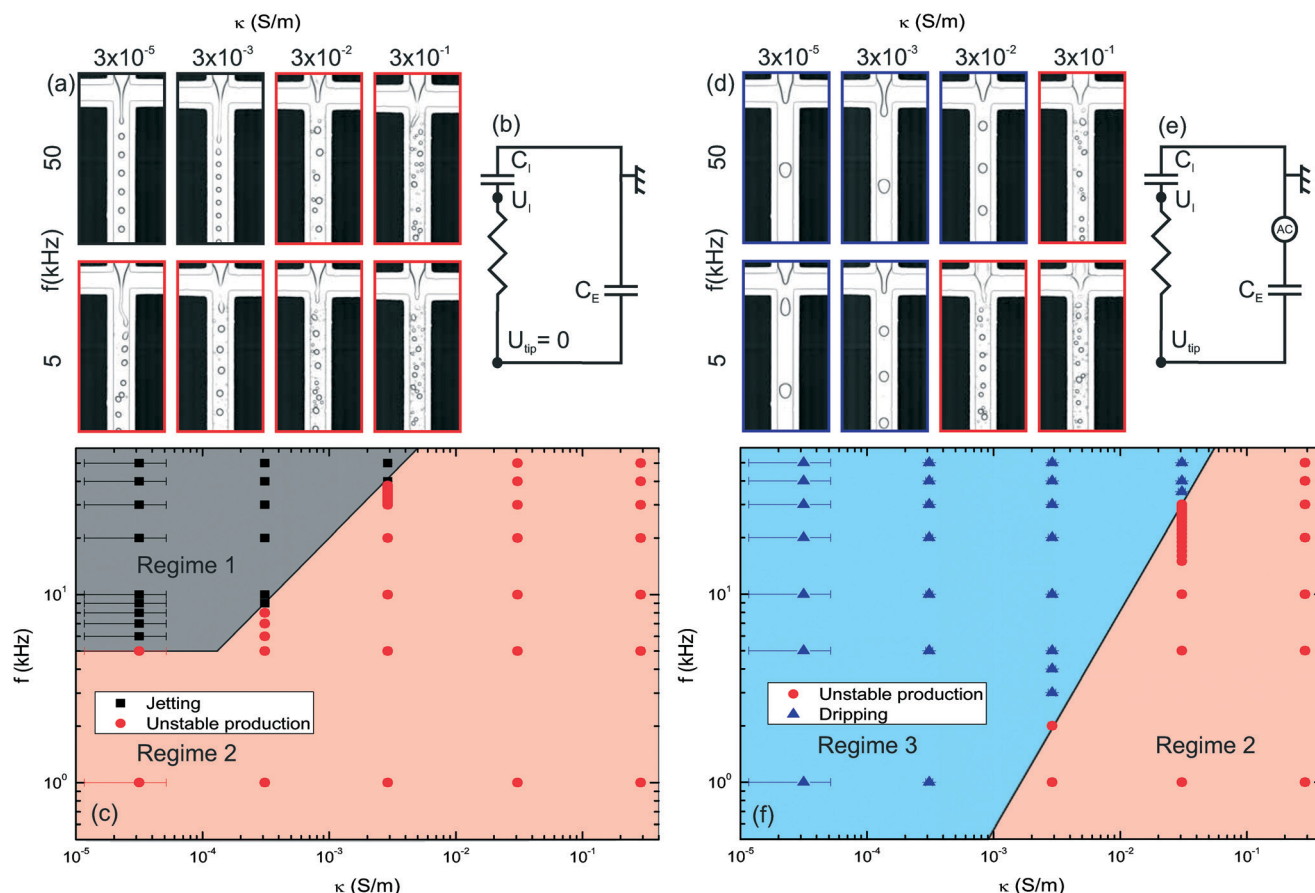 κ (S/m)
3x10⁻⁵ 3x10⁻³ 3x10⁻² 3x10⁻¹
(a)
50
f(kHz)
5
(b)
C_I
U_I
C_E
U_tip = 0
10¹
10⁰
f (kHz)
Regime 1
Jetting
Unstable production
Regime 2
(c)
10⁻⁵ 10⁻⁴ 10⁻³ 10⁻² 10⁻¹
κ (S/m)
κ (S/m)
3x10⁻⁵ 3x10⁻³ 3x10⁻² 3x10⁻¹
(d)
50
f(kHz)
5
(e)
C_I
U_I
AC
C_E
U_tip
10¹
10⁰
f (kHz)
Unstable production
Dripping
Regime 3
Regime 2
(f)
10⁻⁵ 10⁻⁴ 10⁻³ 10⁻² 10⁻¹
κ (S/m)